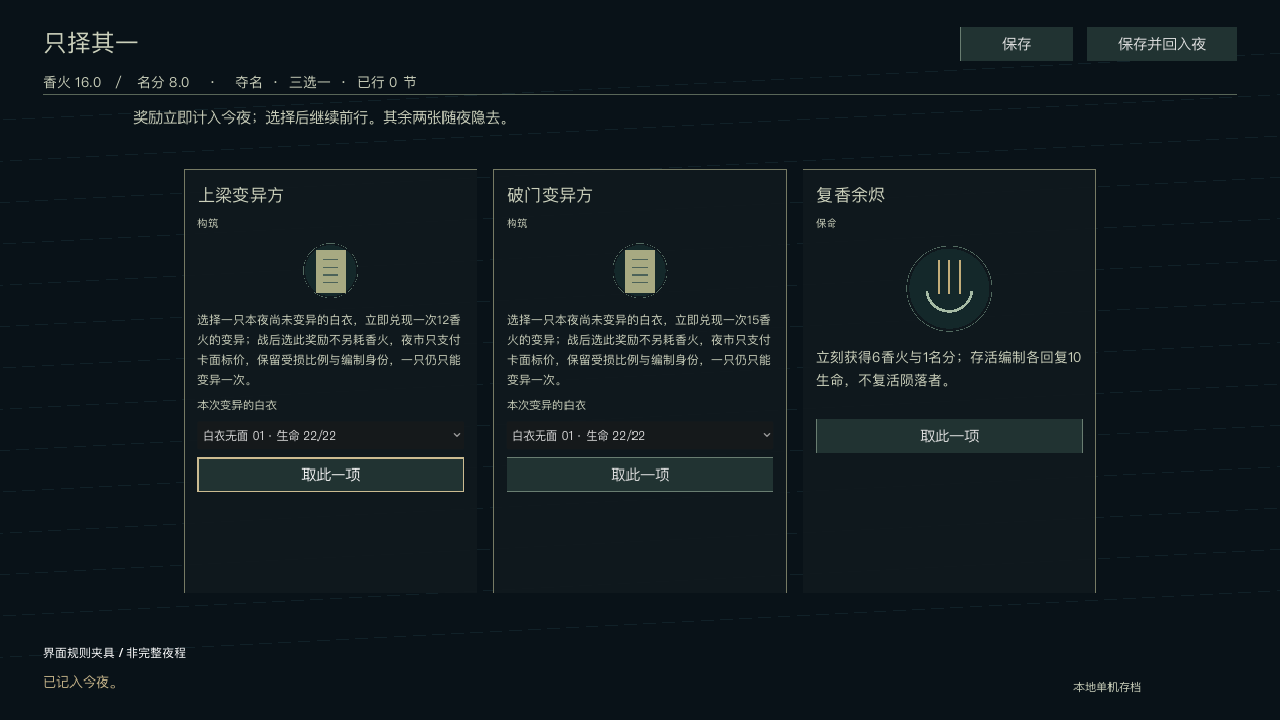 只择其一
保存
保存并回入夜
香火 16.0 / 名分 8.0 · 夺名 · 三选一 · 已行 0 节
奖励立即计入今夜；选择后继续前行。其余两张随夜隐去。
上梁变异方
构筑
选择一只本夜尚未变异的白衣，立即兑现一次12香
火的变异；战后选此奖励不另耗香火，夜市只支付
卡面标价，保留受损比例与编制身份，一只仍只能
变异一次。
本次变异的白衣
白衣无面 01 · 生命 22/22
取此一项
破门变异方
构筑
选择一只本夜尚未变异的白衣，立即兑现一次15香
火的变异；战后选此奖励不另耗香火，夜市只支付
卡面标价，保留受损比例与编制身份，一只仍只能
变异一次。
本次变异的白衣
白衣无面 01 · 生命 22/22
取此一项
复香余烬
保命
立刻获得6香火与1名分；存活编制各回复10
生命，不复活陨落者。
取此一项
界面规则夹具 / 非完整夜程
已记入今夜。
本地单机存档